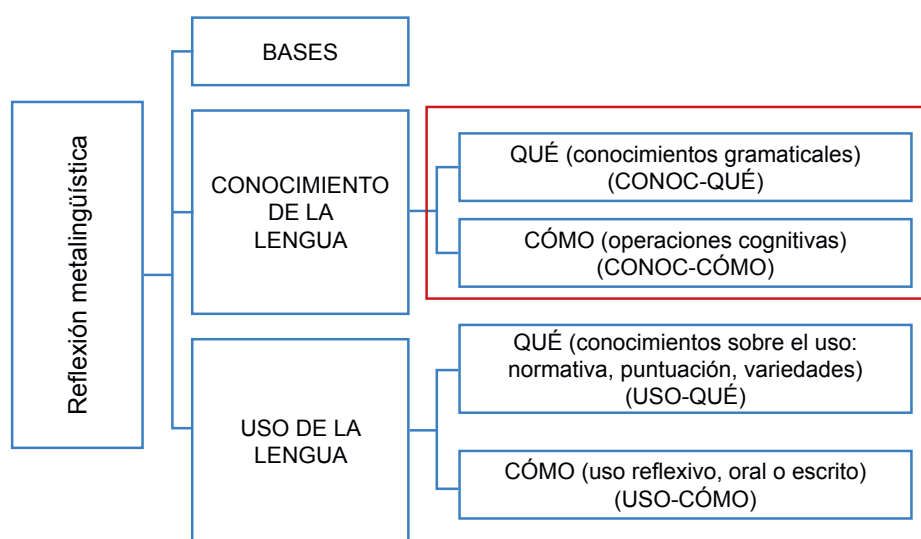 Reflexión metalingüística
BASES
CONOCIMIENTO
DE LA
LENGUA
QUÉ (conocimientos gramaticales)
(CONOC-QUÉ)
CÓMO (operaciones cognitivas)
(CONOC-CÓMO)
USO DE LA
LENGUA
QUÉ (conocimientos sobre el uso:
normativa, puntuación, variedades)
(USO-QUÉ)
CÓMO (uso reflexivo, oral o escrito)
(USO-CÓMO)